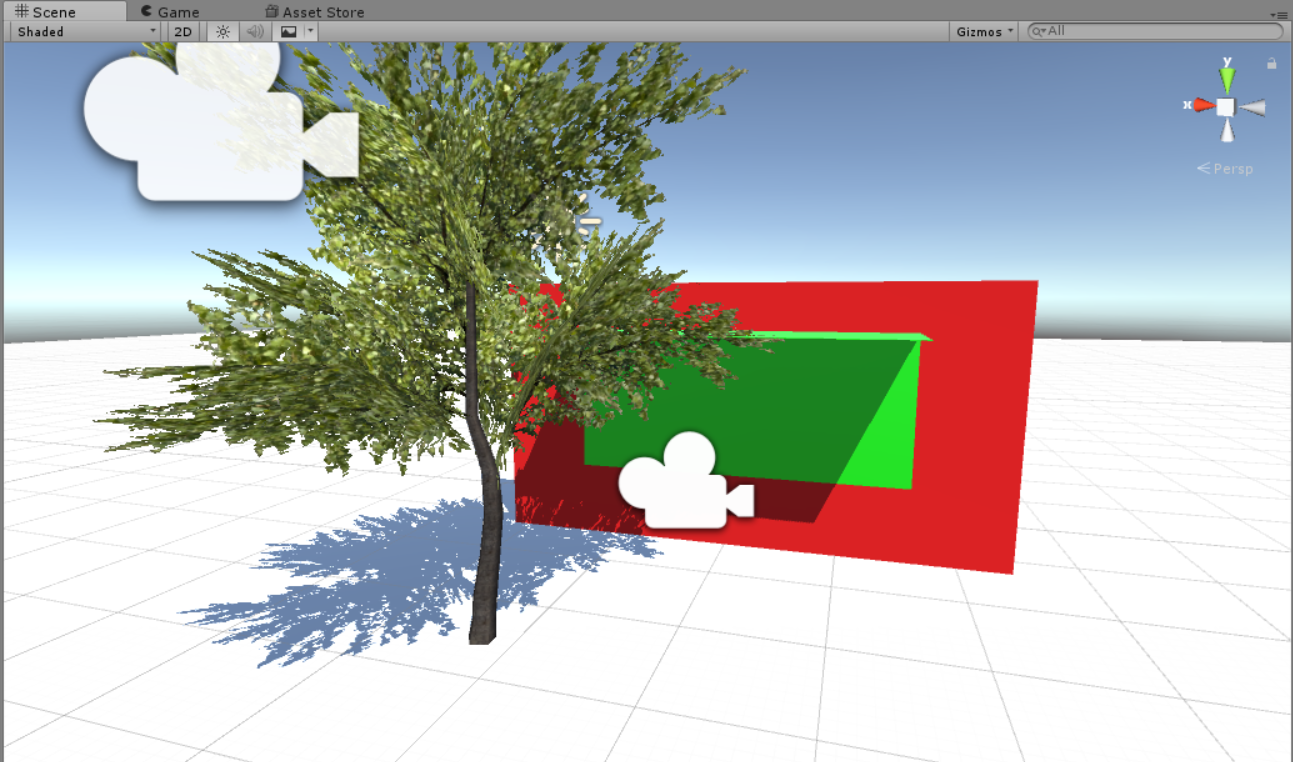 Scene Game Asset Store
Shaded 2D Gizmos All
y
x
Persp